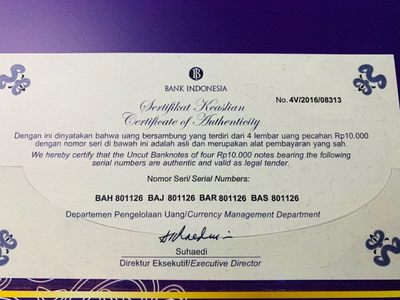 BANK INDONESIA
No. 4V/2016/08313
Sertifikat Keaslian
Certificate of Authenticity
Dengan ini dinyatakan bahwa uang bersambung yang terdiri dari 4 lembar uang pecahan Rp10.000
dengan nomor seri di bawah ini adalah asli dan merupakan alat pembayaran yang sah.
We hereby certify that the Uncut Banknotes of four Rp10.000 notes bearing the following
serial numbers are authentic and valid as legal tender.
Nomor Seri/Serial Numbers:
BAH 801126 BAJ 801126 BAR 801126 BAS 801126
Departemen Pengelolaan Uang/Currency Management Department
Suhaedi
Direktur Eksekutif/Executive Director